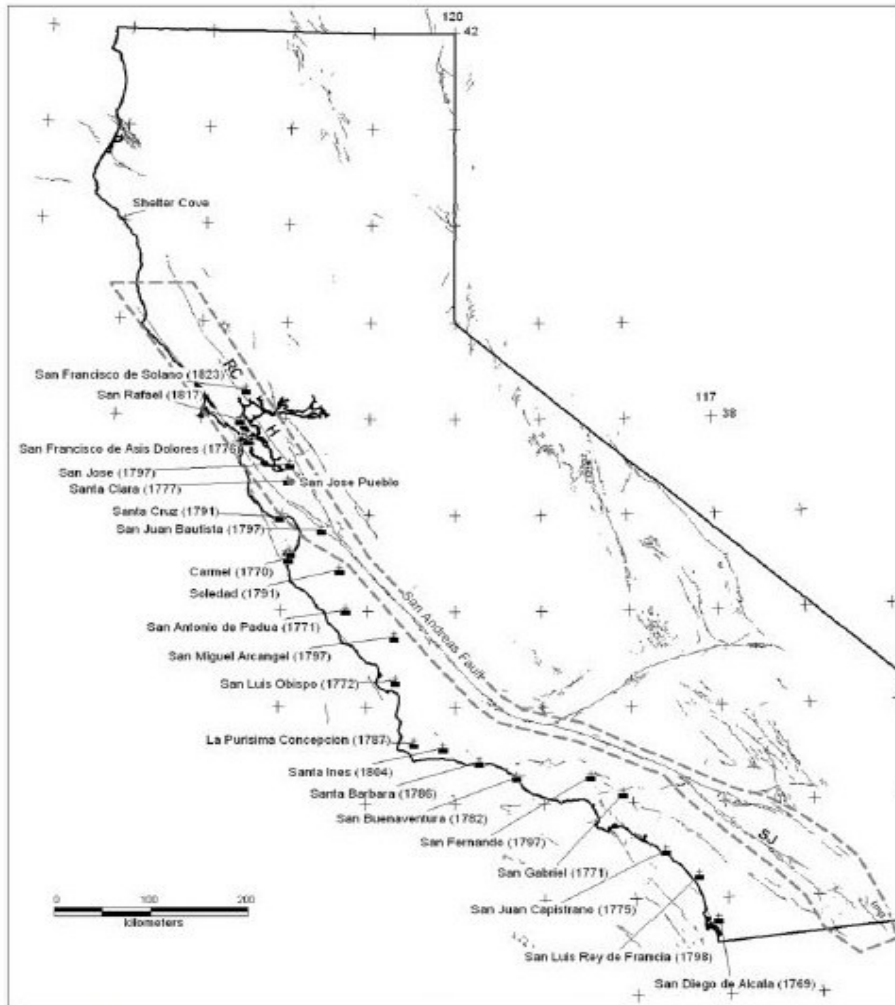 120
42
Shelter Cove
RC
San Francisco de Solano (1823)
San Rafael (1817)
117
38
H
San Francisco de Asis Dolores (1776)
San Jose (1797)
San Jose Pueblo
Santa Clara (1777)
Santa Cruz (1791)
San Juan Bautista (1797)
Carmel (1770)
Soledad (1791)
San Andreas Fault
San Antonio de Padua (1771)
San Miguel Arcangel (1797)
San Luis Obispo (1772)
La Purisima Concepcion (1787)
Santa Ines (1804)
Santa Barbara (1786)
San Buenaventura (1782)
San Fernando (1797)
SJ
San Gabriel (1771)
0 100 200
kilometers
San Juan Capistrano (1775)
Imp
San Luis Rey de Francia (1798)
San Diego de Alcala (1769)